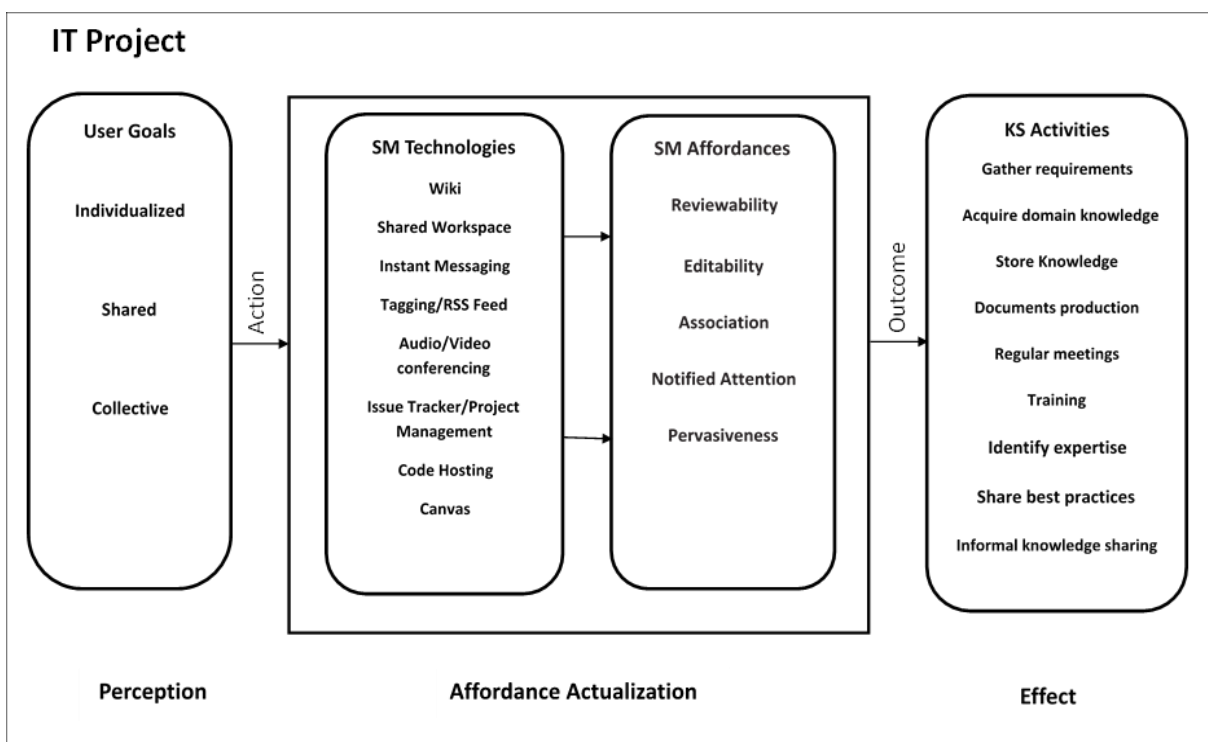 IT Project
User Goals
Individualized
Shared
Collective
Action
SM Technologies
Wiki
Shared Workspace
Instant Messaging
Tagging/RSS Feed
Audio/Video
conferencing
Issue Tracker/Project
Management
Code Hosting
Canvas
SM Affordances
Reviewability
Editability
Association
Notified Attention
Pervasiveness
Outcome
KS Activities
Gather requirements
Acquire domain knowledge
Store Knowledge
Documents production
Regular meetings
Training
Identify expertise
Share best practices
Informal knowledge sharing
Perception
Affordance Actualization
Effect